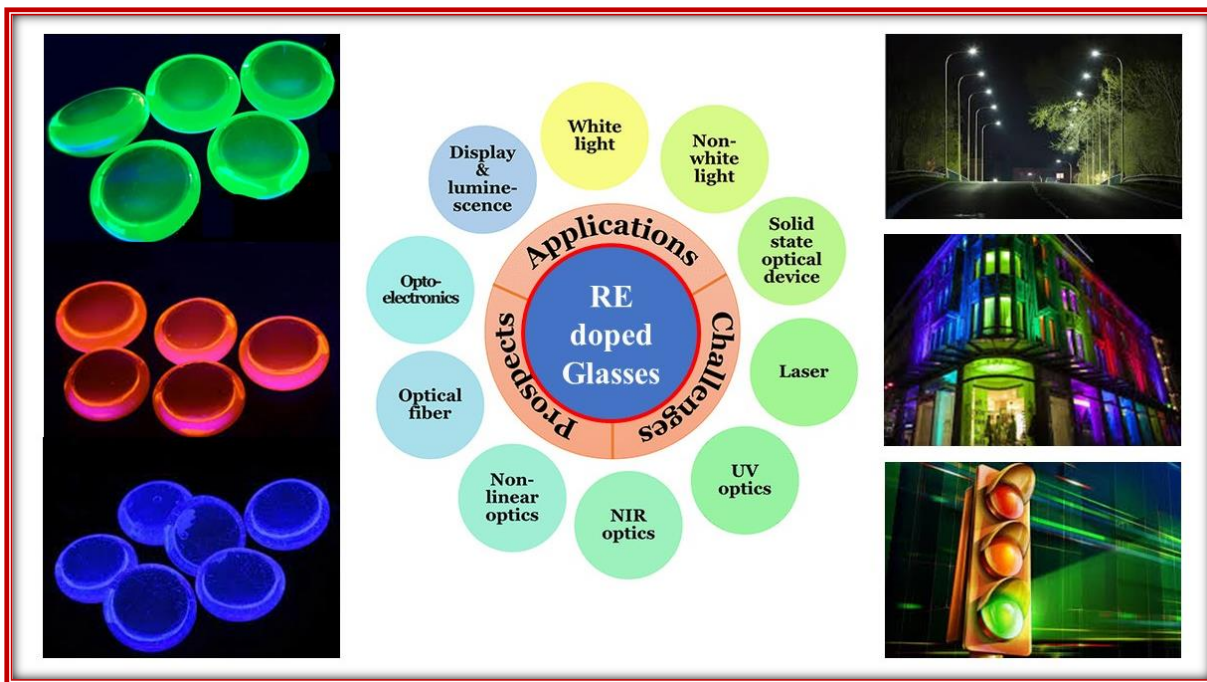 White
light
Non-
white
light
Solid
state
optical
device
Laser
UV
optics
NIR
optics
Non-
linear
optics
Optical
fiber
Opto-
electronics
Display
&
lumine-
scence
Applications
Challenges
Prospects
RE
doped
Glasses